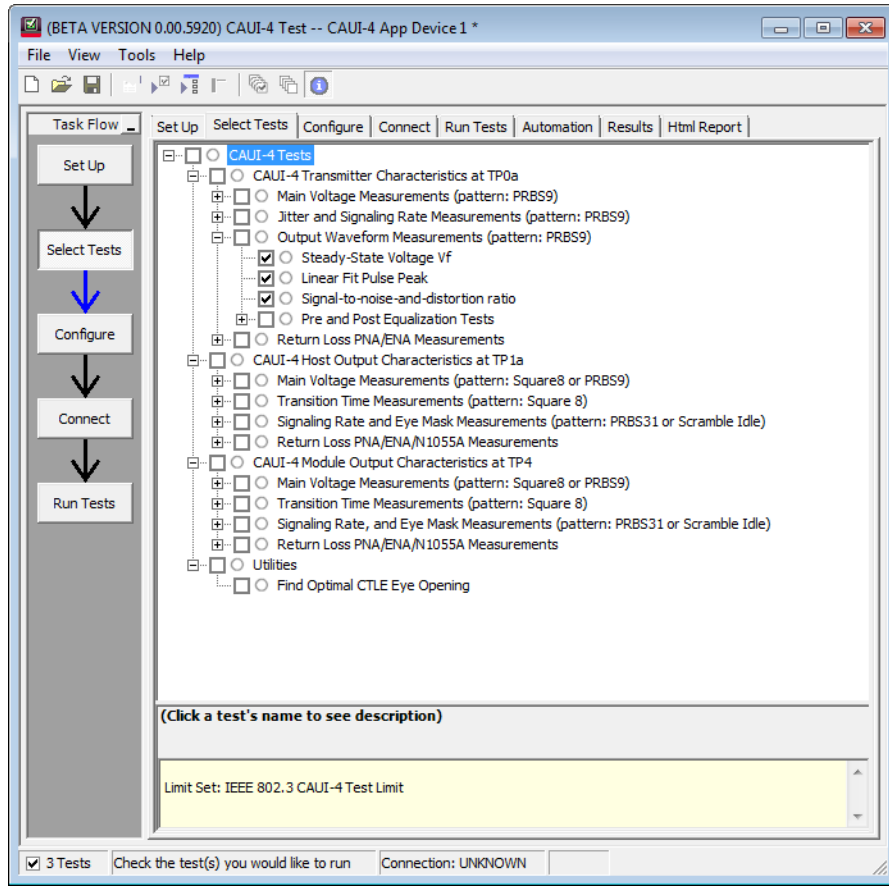 (BETA VERSION 0.00.5920) CAUI-4 Test -- CAUI-4 App Device 1 *
File View Tools Help
Task Flow
Set Up
Select Tests
Configure
Connect
Run Tests
Set Up Select Tests Configure Connect Run Tests Automation Results Html Report
CAUI-4 Tests
CAUI-4 Transmitter Characteristics at TP0a
Main Voltage Measurements (pattern: PRBS9)
Jitter and Signaling Rate Measurements (pattern: PRBS9)
Output Waveform Measurements (pattern: PRBS9)
Steady-State Voltage Vf
Linear Fit Pulse Peak
Signal-to-noise-and-distortion ratio
Pre and Post Equalization Tests
Return Loss PNA/ENA Measurements
CAUI-4 Host Output Characteristics at TP1a
Main Voltage Measurements (pattern: Square8 or PRBS9)
Transition Time Measurements (pattern: Square 8)
Signaling Rate and Eye Mask Measurements (pattern: PRBS31 or Scramble Idle)
Return Loss PNA/ENA/N1055A Measurements
CAUI-4 Module Output Characteristics at TP4
Main Voltage Measurements (pattern: Square8 or PRBS9)
Transition Time Measurements (pattern: Square 8)
Signaling Rate, and Eye Mask Measurements (pattern: PRBS31 or Scramble Idle)
Return Loss PNA/ENA/N1055A Measurements
Utilities
Find Optimal CTLE Eye Opening
(Click a test's name to see description)
Limit Set: IEEE 802.3 CAUI-4 Test Limit
3 Tests Check the test(s) you would like to run Connection: UNKNOWN